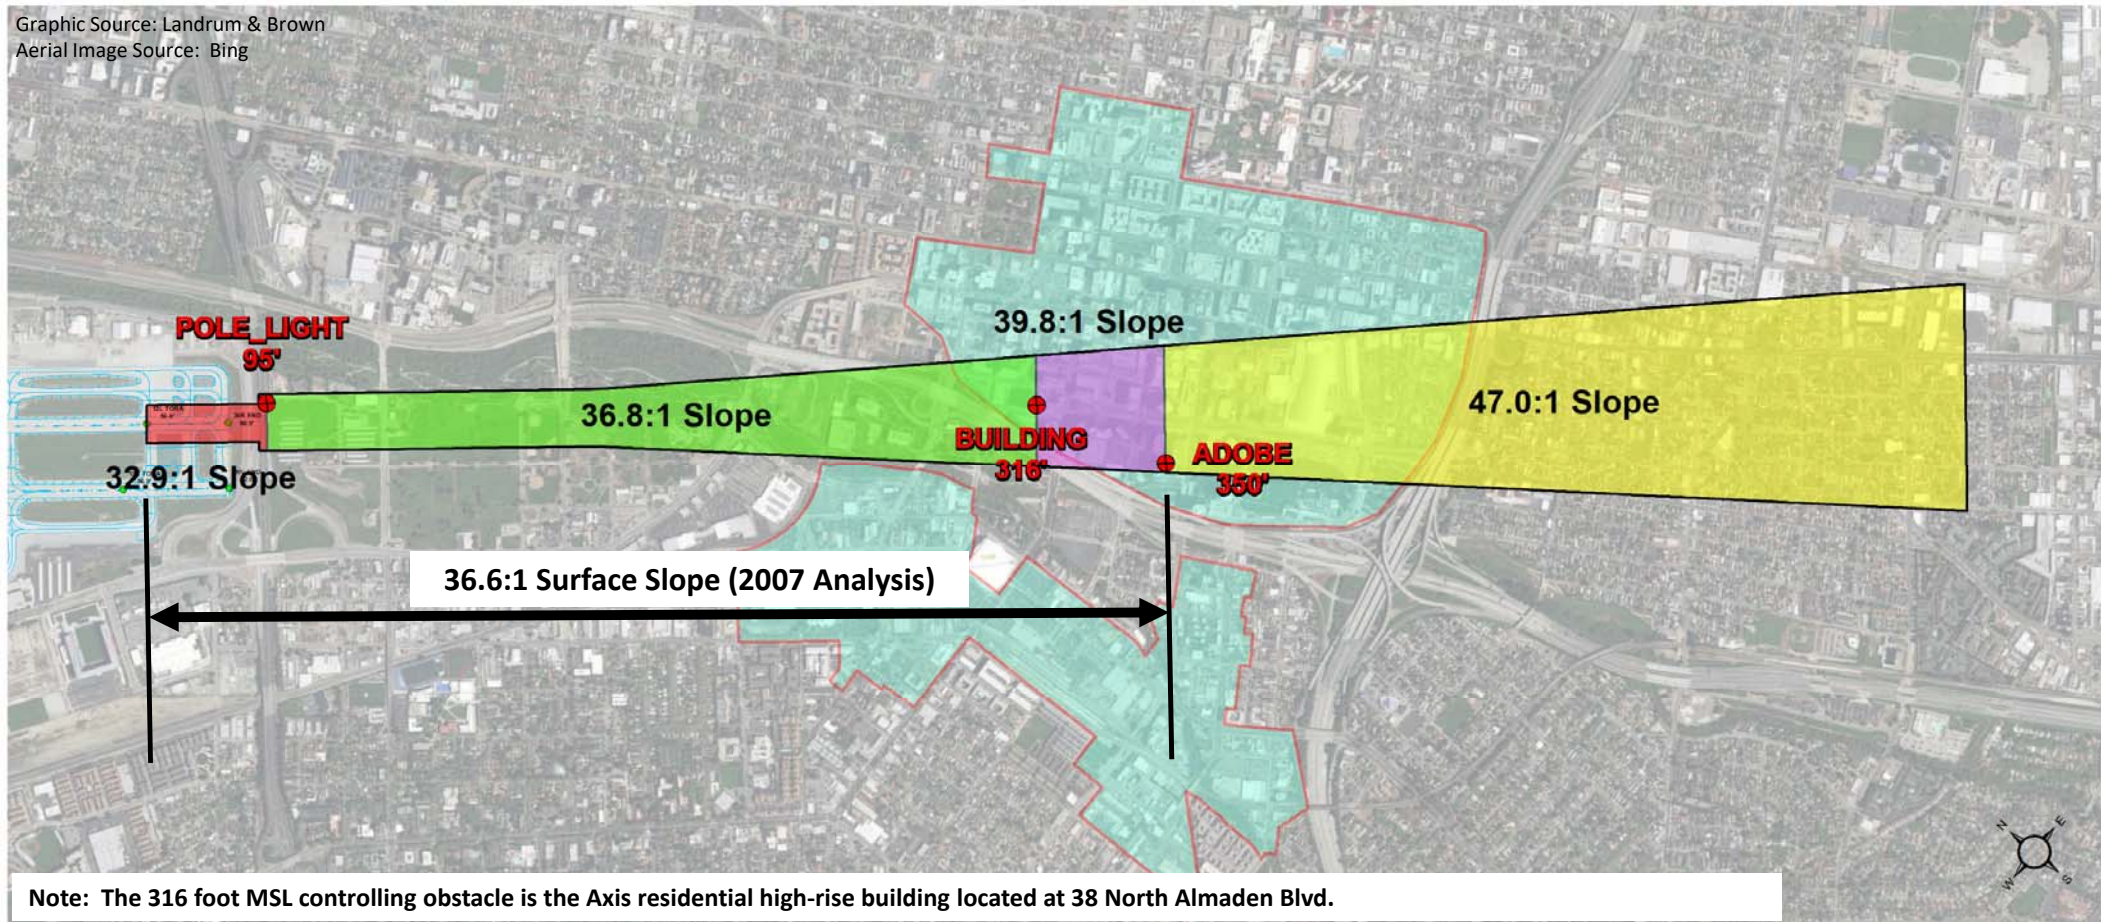 Graphic Source: Landrum & Brown
Aerial Image Source: Bing
POLE_LIGHT
95'
39.8:1 Slope
36.8:1 Slope
47.0:1 Slope
BUILDING
316'
ADOBE
350'
32.9:1 Slope
36.6:1 Surface Slope (2007 Analysis)
N
E
W
S
Note: The 316 foot MSL controlling obstacle is the Axis residential high-rise building located at 38 North Almaden Blvd.